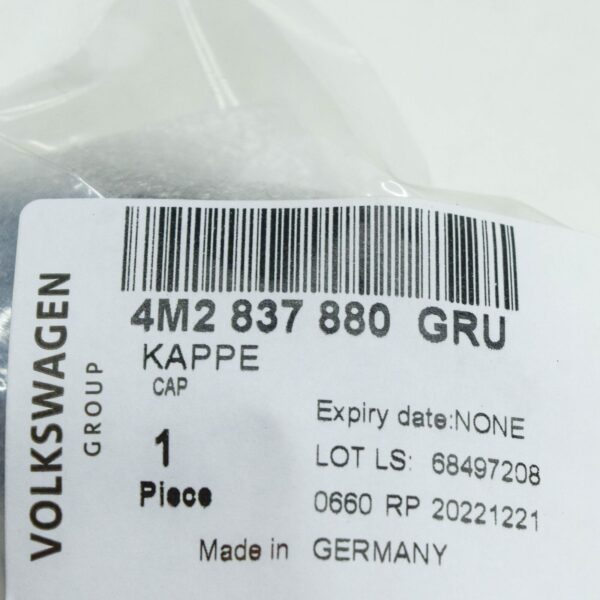 VOLKSWAGEN
GROUP
4M2 837 880 GRU
KAPPE
CAP
1
Piece
Expiry date:NONE
LOT LS: 68497208
0660 RP 20221221
Made in GERMANY